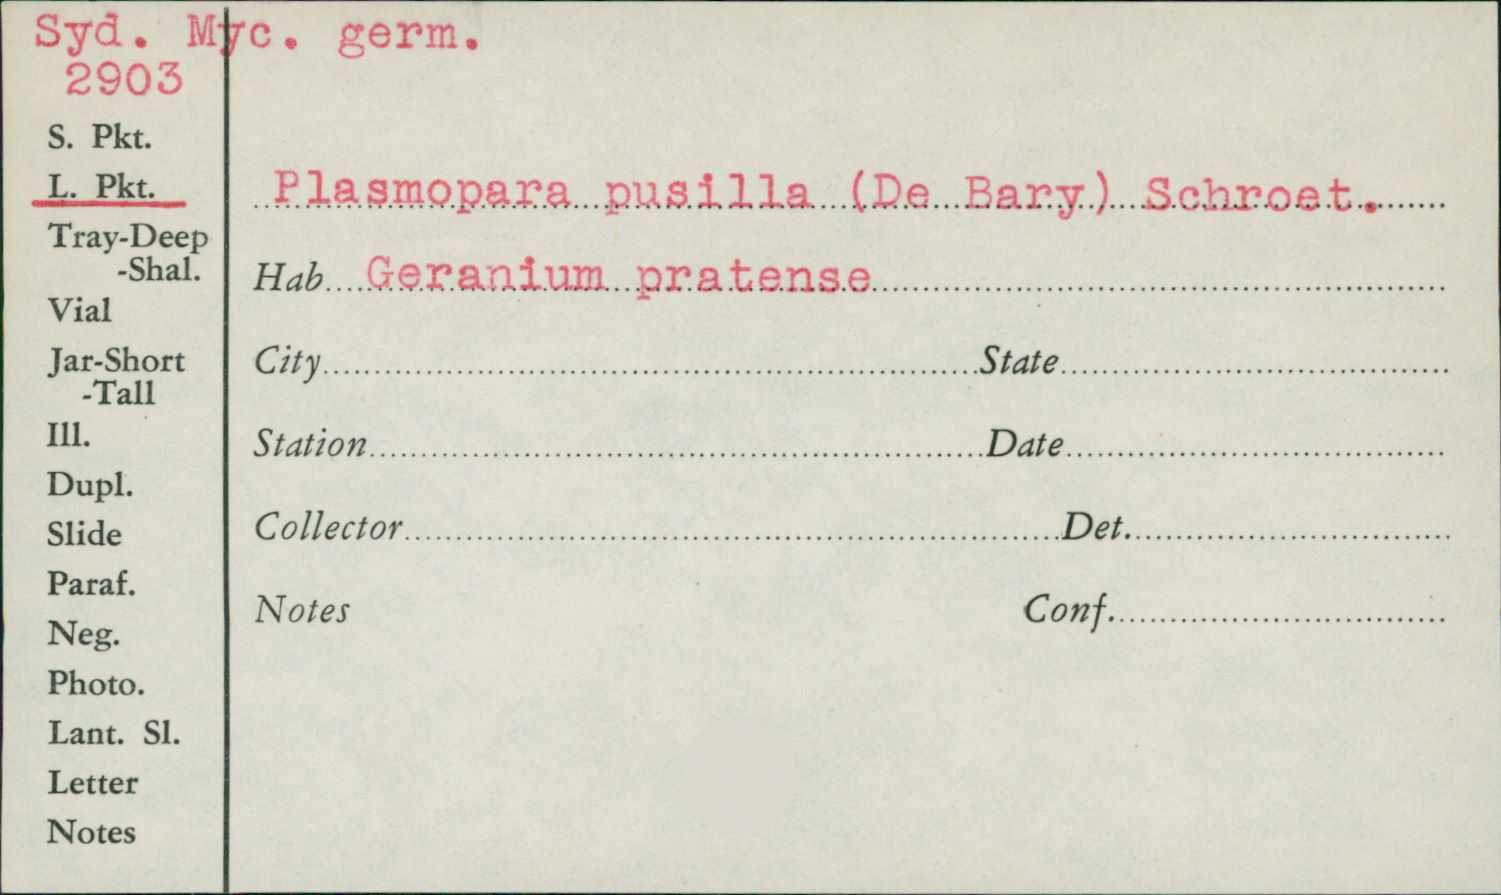 Syd. Myc. germ.
2903
S. Pkt.
L. Pkt.
Tray-Deep
-Shal.
Vial
Jar-Short
-Tall
Ill.
Dupl.
Slide
Paraf.
Neg.
Photo.
Lant. Sl.
Letter
Notes
Plasmopara pusilla (De Bary) Schroet.
Hab. Geranium pratense
City State
Station Date
Collector Det.
Notes Conf.